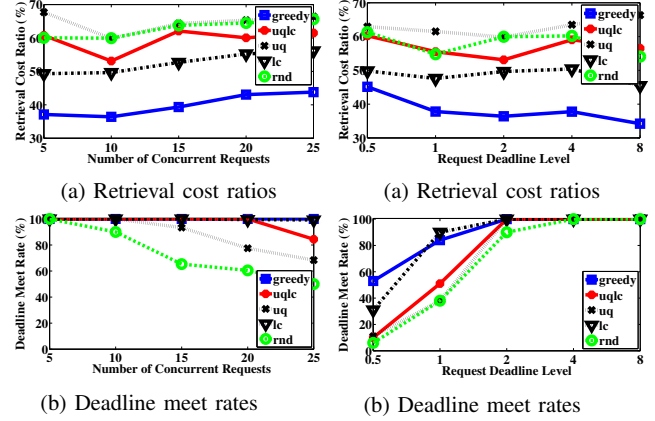 70
60
50
40
30
5 10 15 20 25
Retrieval Cost Ratio (%)
Number of Concurrent Requests
greedy
uqlc
uq
lc
rnd
(a) Retrieval cost ratios
70
60
50
40
30
0.5 1 2 4 8
Retrieval Cost Ratio (%)
Request Deadline Level
greedy
uqlc
uq
lc
rnd
(a) Retrieval cost ratios
100
80
60
40
20
0
5 10 15 20 25
Deadline Meet Rate (%)
Number of Concurrent Requests
greedy
uqlc
uq
lc
rnd
(b) Deadline meet rates
100
80
60
40
20
0
0.5 1 2 4 8
Deadline Meet Rate (%)
Request Deadline Level
greedy
uqlc
uq
lc
rnd
(b) Deadline meet rates